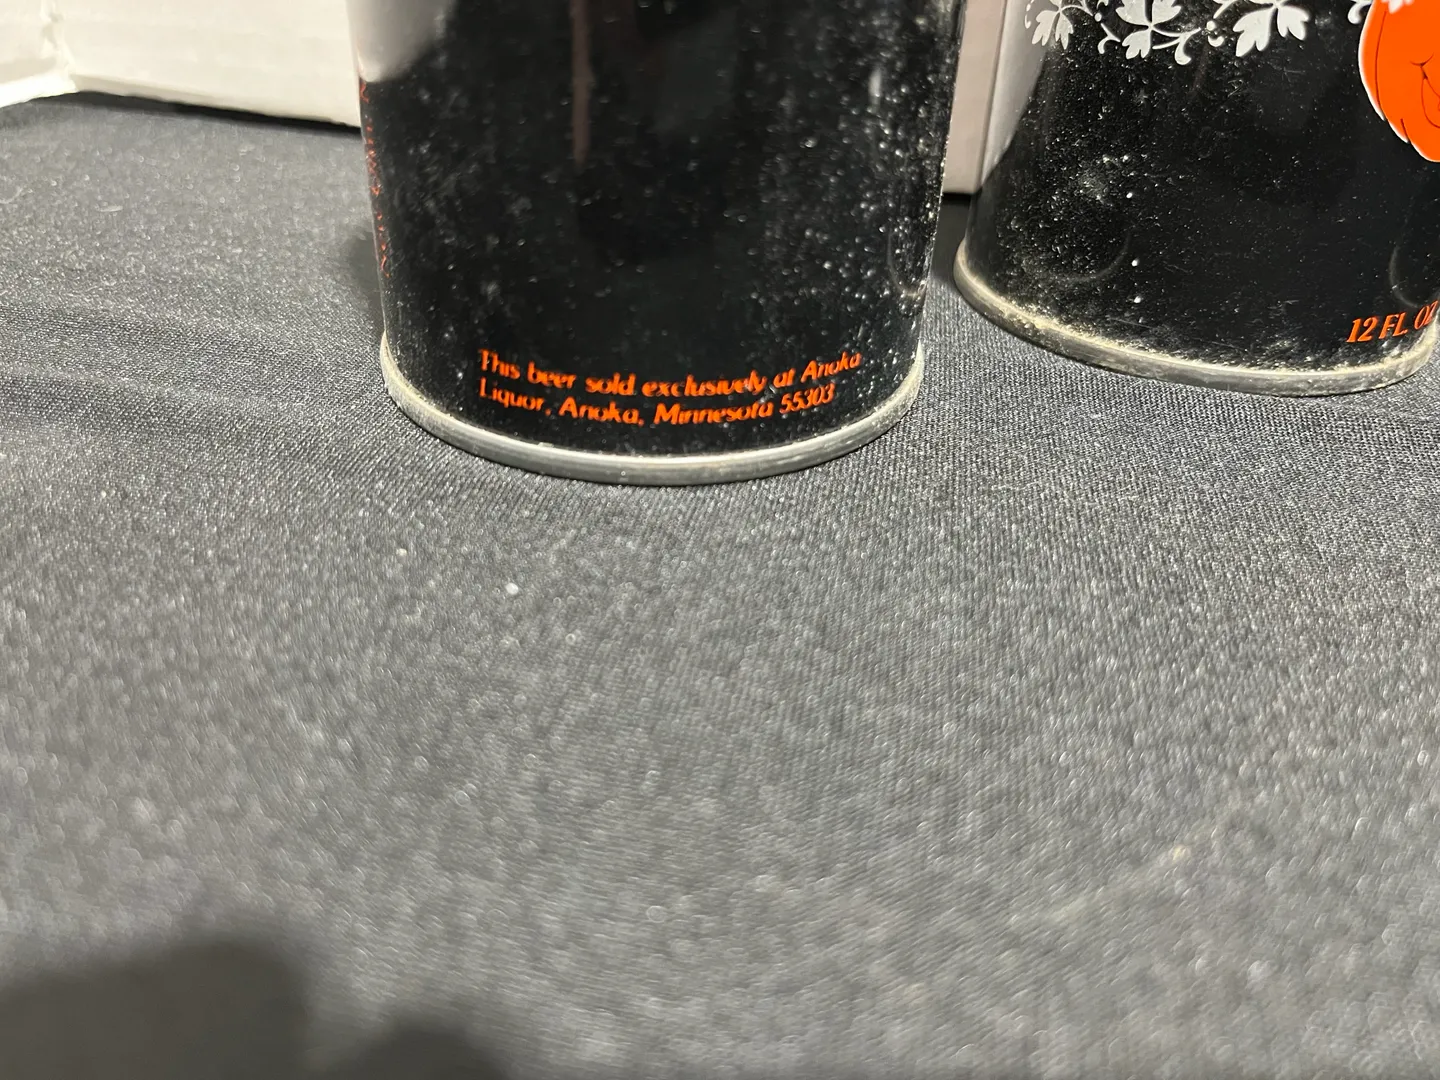 This beer sold exclusively at Anoka
Liquor, Anoka, Minnesota 55303
12 FL OZ